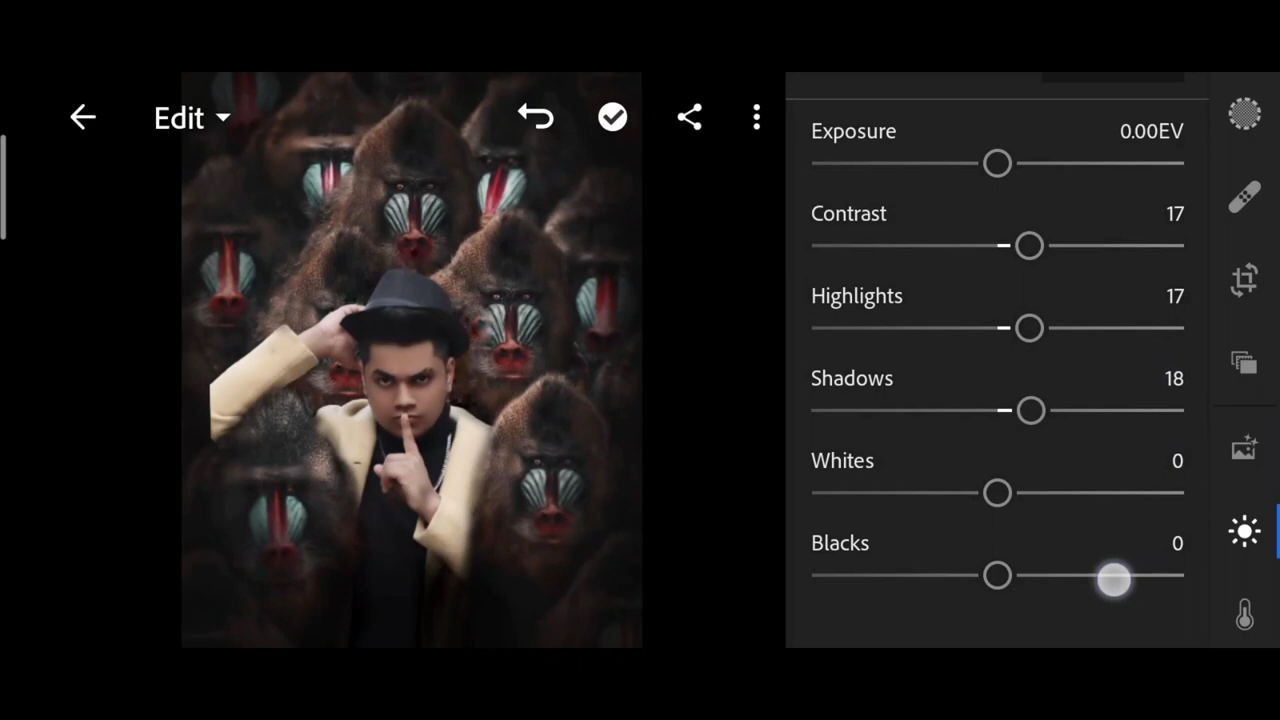 Edit
Exposure 0.00EV
Contrast 17
Highlights 17
Shadows 18
Whites 0
Blacks 0